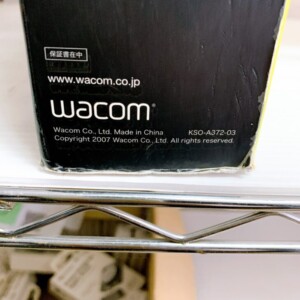 保証書在中
www.wacom.co.jp
wacom®
Wacom Co., Ltd. Made in China KSO-A372-03
Copyright 2007 Wacom Co., Ltd. All rights reserved.